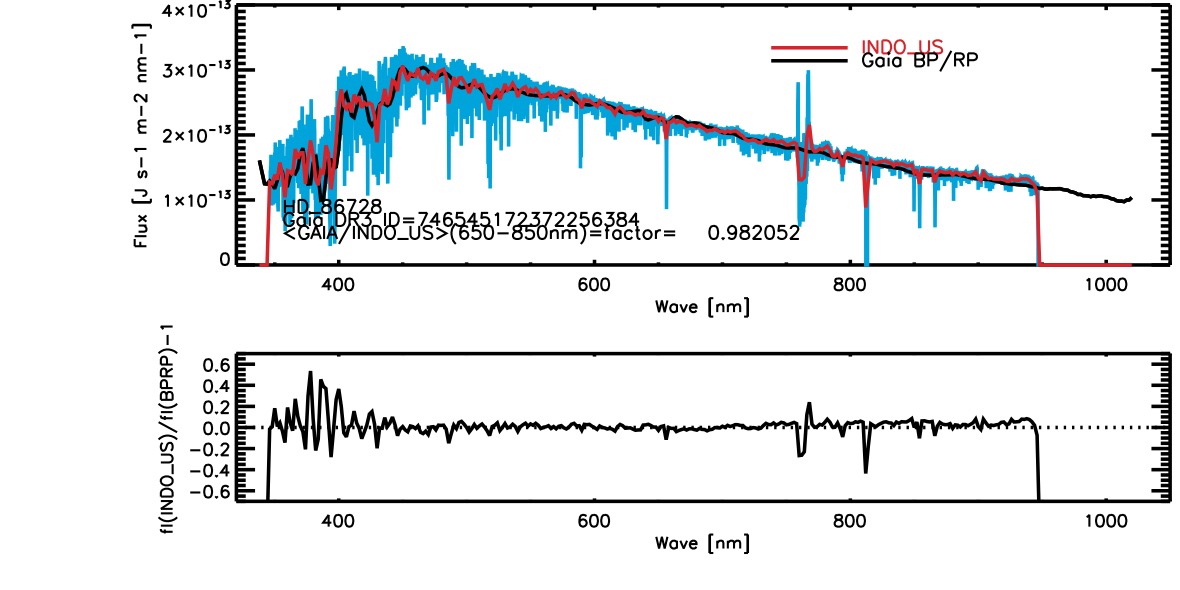 4×10−13
3×10−13
2×10−13
1×10−13
0
Flux [J s−1 m−2 nm−1]
INDO_US
Gaia BP/RP
HD 86728
Gaia DR3 ID=746545172372256384
<GAIA/INDO_US>(650−850nm)=factor= 0.982052
400 600 800 1000
Wave [nm]
fl(INDO_US)/fl(BPRP)−1
0.6
0.4
0.2
0.0
−0.2
−0.4
−0.6
400 600 800 1000
Wave [nm]